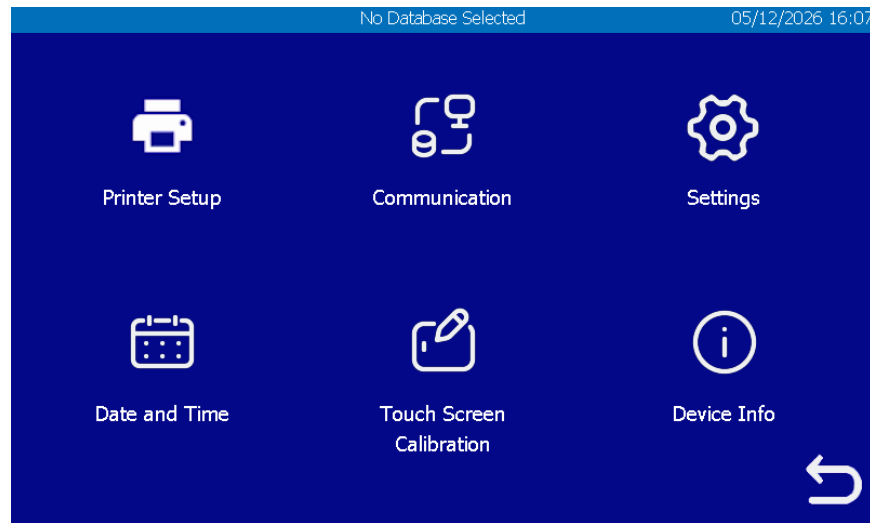 No Database Selected 05/12/2026 16:07
Printer Setup Communication Settings
Date and Time Touch Screen Calibration Device Info